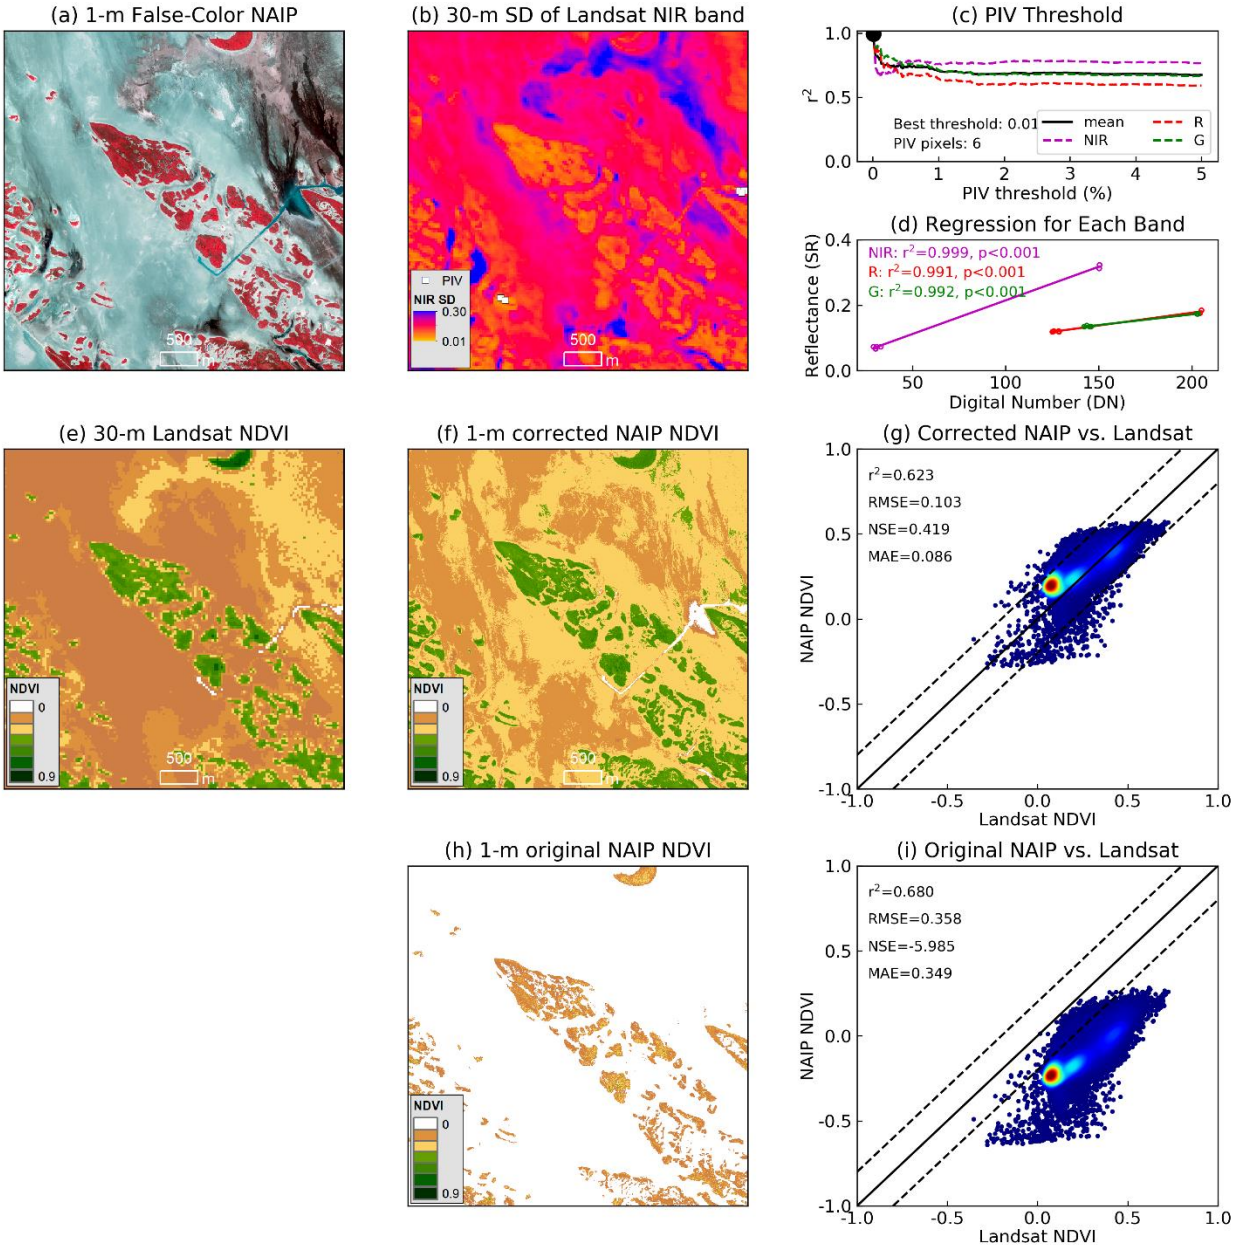 (a) 1-m False-Color NAIP
500
m
(b) 30-m SD of Landsat NIR band
PIV
NIR SD
0.30
0.01
500
m
(c) PIV Threshold
1.0
0.5
0.0
r²
Best threshold: 0.01
PIV pixels: 6
mean
NIR
R
G
0 1 2 3 4 5
PIV threshold (%)
(d) Regression for Each Band
0.4
0.2
0.0
Reflectance (SR)
NIR: r²=0.999, p<0.001
R: r²=0.991, p<0.001
G: r²=0.992, p<0.001
50 100 150 200
Digital Number (DN)
(e) 30-m Landsat NDVI
NDVI
0
0.9
500
m
(f) 1-m corrected NAIP NDVI
NDVI
0
0.9
500
m
(g) Corrected NAIP vs. Landsat
1.0
0.5
0.0
-0.5
-1.0
NAIP NDVI
r²=0.623
RMSE=0.103
NSE=0.419
MAE=0.086
-1.0 -0.5 0.0 0.5 1.0
Landsat NDVI
(h) 1-m original NAIP NDVI
NDVI
0
0.9
(i) Original NAIP vs. Landsat
1.0
0.5
0.0
-0.5
-1.0
NAIP NDVI
r²=0.680
RMSE=0.358
NSE=-5.985
MAE=0.349
-1.0 -0.5 0.0 0.5 1.0
Landsat NDVI